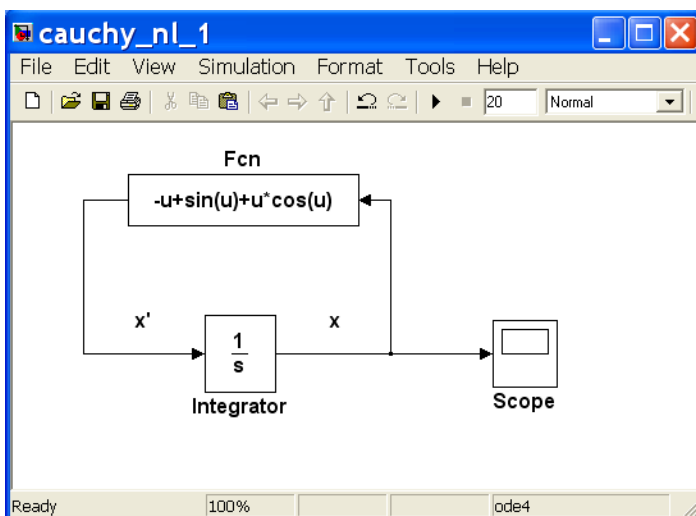 cauchy_nl_1
File Edit View Simulation Format Tools Help
20 Normal
Fcn
-u+sin(u)+u*cos(u)
x' x
1
s
Integrator
Scope
Ready 100% ode4